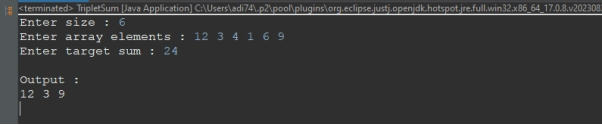 <terminated> TripletSum [Java Application] C:\Users\adi74\.p2\pool\plugins\org.eclipse.justj.openjdk.hotspot.jre.full.win32.x86_64_17.0.8.v202308
Enter size : 6
Enter array elements : 12 3 4 1 6 9
Enter target sum : 24
Output :
12 3 9